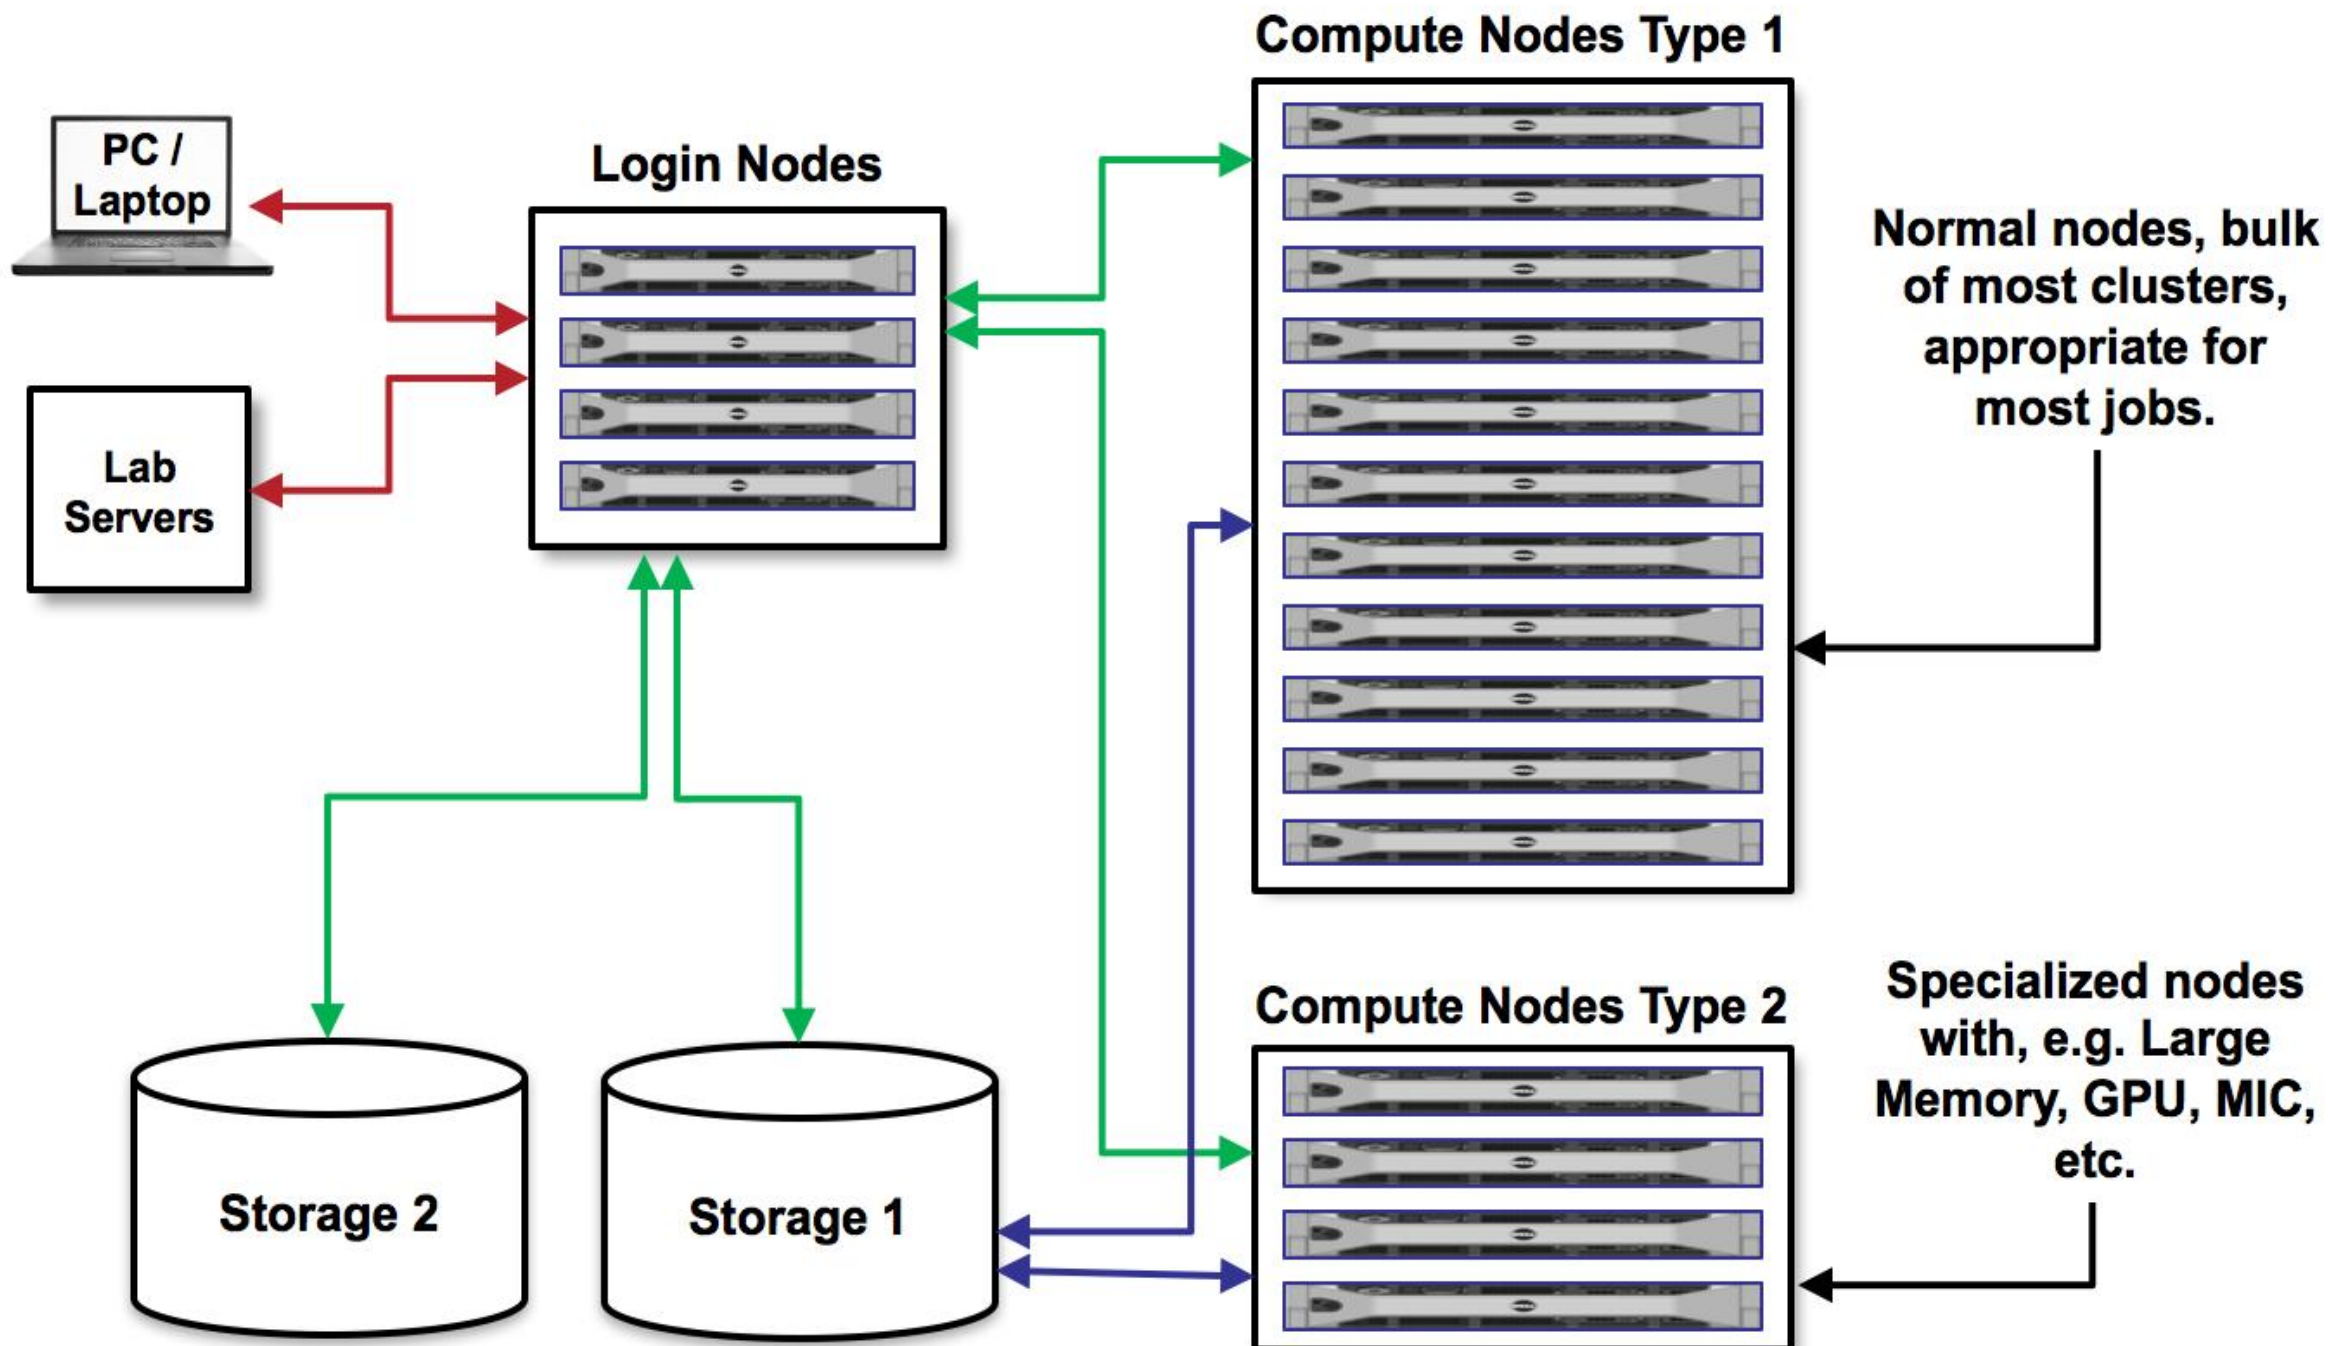 Compute Nodes Type 1
PC /
Laptop
Login Nodes
Normal nodes, bulk
of most clusters,
appropriate for
most jobs.
Lab
Servers
Storage 2
Storage 1
Compute Nodes Type 2
Specialized nodes
with, e.g. Large
Memory, GPU, MIC,
etc.